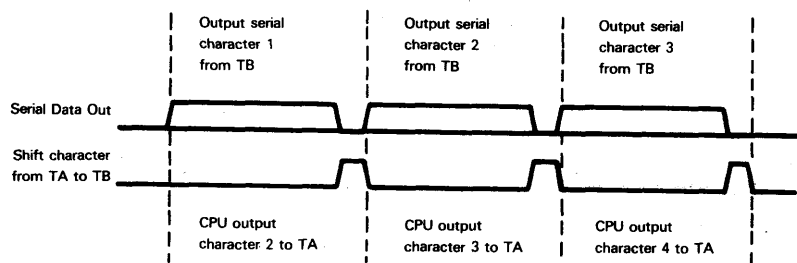 Output serial
character 1
from TB
Output serial
character 2
from TB
Output serial
character 3
from TB
Serial Data Out
Shift character
from TA to TB
CPU output
character 2 to TA
CPU output
character 3 to TA
CPU output
character 4 to TA